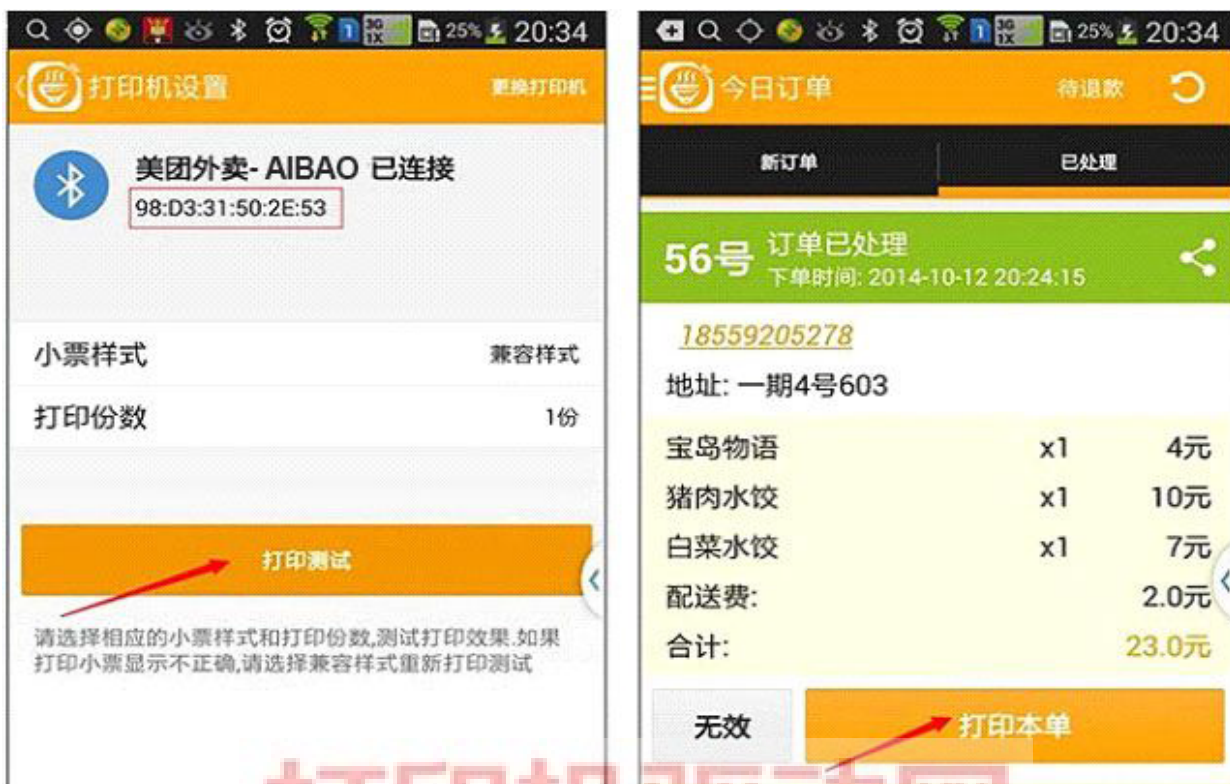 25% 20:34
打印机设置 更换打印机
美团外卖- AIBAO 已连接
98:D3:31:50:2E:53
小票样式 兼容样式
打印份数 1份
打印测试
请选择相应的小票样式和打印份数,测试打印效果.如果
打印小票显示不正确,请选择兼容样式重新打印测试
1 3G 1X 25% 20:34
今日订单 待退款
新订单 已处理
56号 订单已处理
下单时间: 2014-10-12 20:24:15
18559205278
地址: 一期4号603
宝岛物语 x1 4元
猪肉水饺 x1 10元
白菜水饺 x1 7元
配送费: 2.0元
合计: 23.0元
无效 打印本单